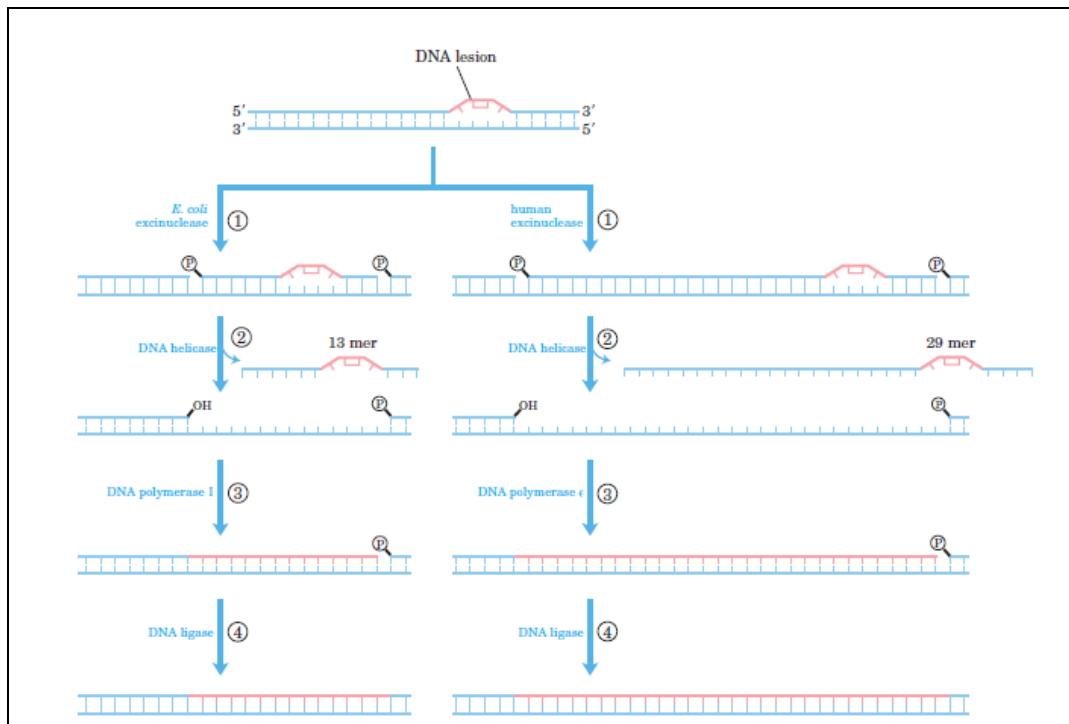 DNA lesion
5′ 3′
3′ 5′
E. coli
excinuclease
①
human
excinuclease
①
P P
P P
DNA helicase
②
13 mer
DNA helicase
②
29 mer
OH P
OH P
DNA polymerase I
③
DNA polymerase ϵ
③
P
P
DNA ligase
④
DNA ligase
④